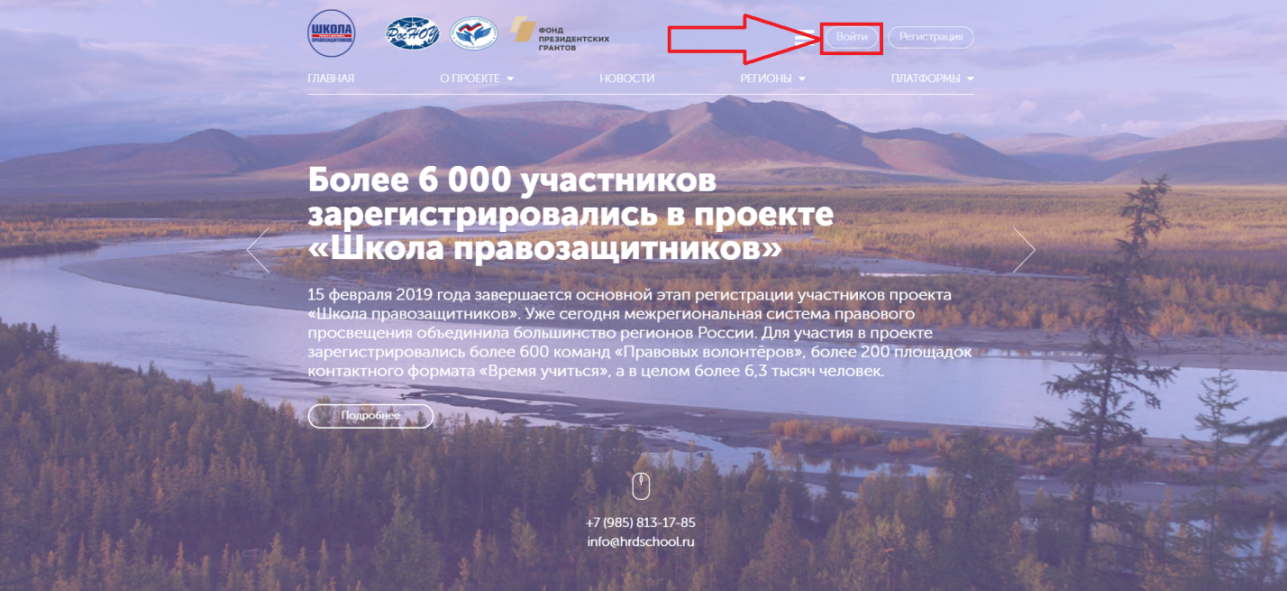 ШКОЛА
ПРАВОЗАЩИТНИКОВ
РосНОУ
ФОНД
ПРЕЗИДЕНТСКИХ
ГРАНТОВ
Войти
Регистрация
ГЛАВНАЯ
О ПРОЕКТЕ
НОВОСТИ
РЕГИОНЫ
ПЛАТФОРМЫ
Более 6 000 участников
зарегистрировались в проекте
«Школа правозащитников»
15 февраля 2019 года завершается основной этап регистрации участников проекта
«Школа правозащитников». Уже сегодня межрегиональная система правового
просвещения объединила большинство регионов России. Для участия в проекте
зарегистрировались более 600 команд «Правовых волонтёров», более 200 площадок
контактного формата «Время учиться», а в целом более 6,3 тысяч человек.
Подробнее
+7 (985) 813-17-85
info@hrdschool.ru